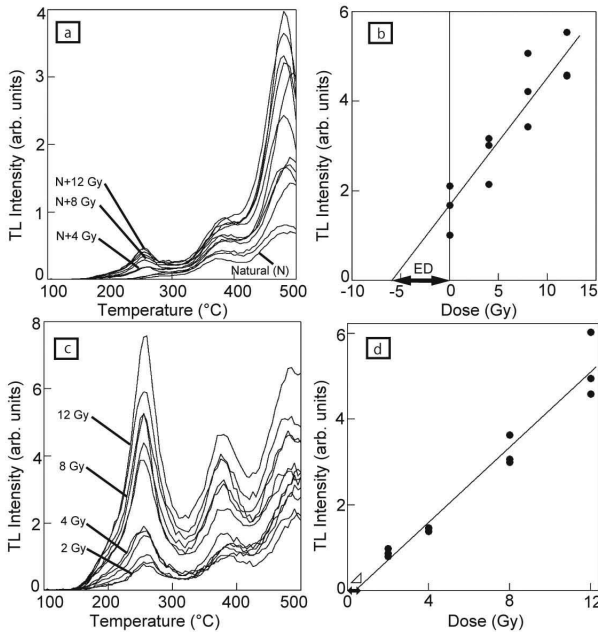 a
TL Intensity (arb. units)
4
3
2
1
0
N+12 Gy
N+8 Gy
N+4 Gy
Natural (N)
100 200 300 400 500
Temperature (°C)
b
TL Intensity (arb. units)
6
4
2
0
ED
-10 -5 0 5 10 15
Dose (Gy)
c
TL Intensity (arb. units)
8
6
4
2
0
12 Gy
8 Gy
4 Gy
2 Gy
100 200 300 400 500
Temperature (°C)
d
TL Intensity (arb. units)
6
4
2
0
0 4 8 12
Dose (Gy)